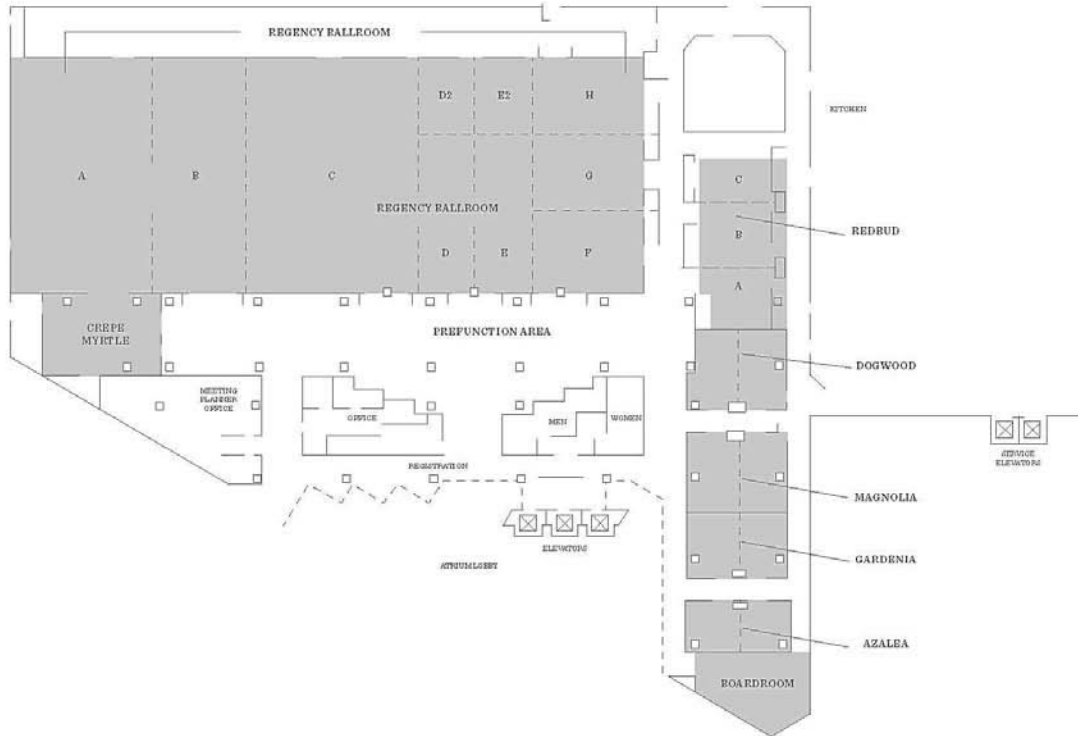 REGENCY BALLROOM
D2
E2
H
KITCHEN
A
B
C
G
C
REGENCY BALLROOM
REDBUD
B
D
E
F
A
CREPE
MYRTLE
PREFUNCTION AREA
DOGWOOD
MEETING
PLANNER
OFFICE
OFFICE
MEN
WOMEN
REGISTRATION
SERVICE
ELEVATORS
MAGNOLIA
ELEVATORS
GARDENIA
ATRIUM LOBBY
AZALEA
BOARDROOM